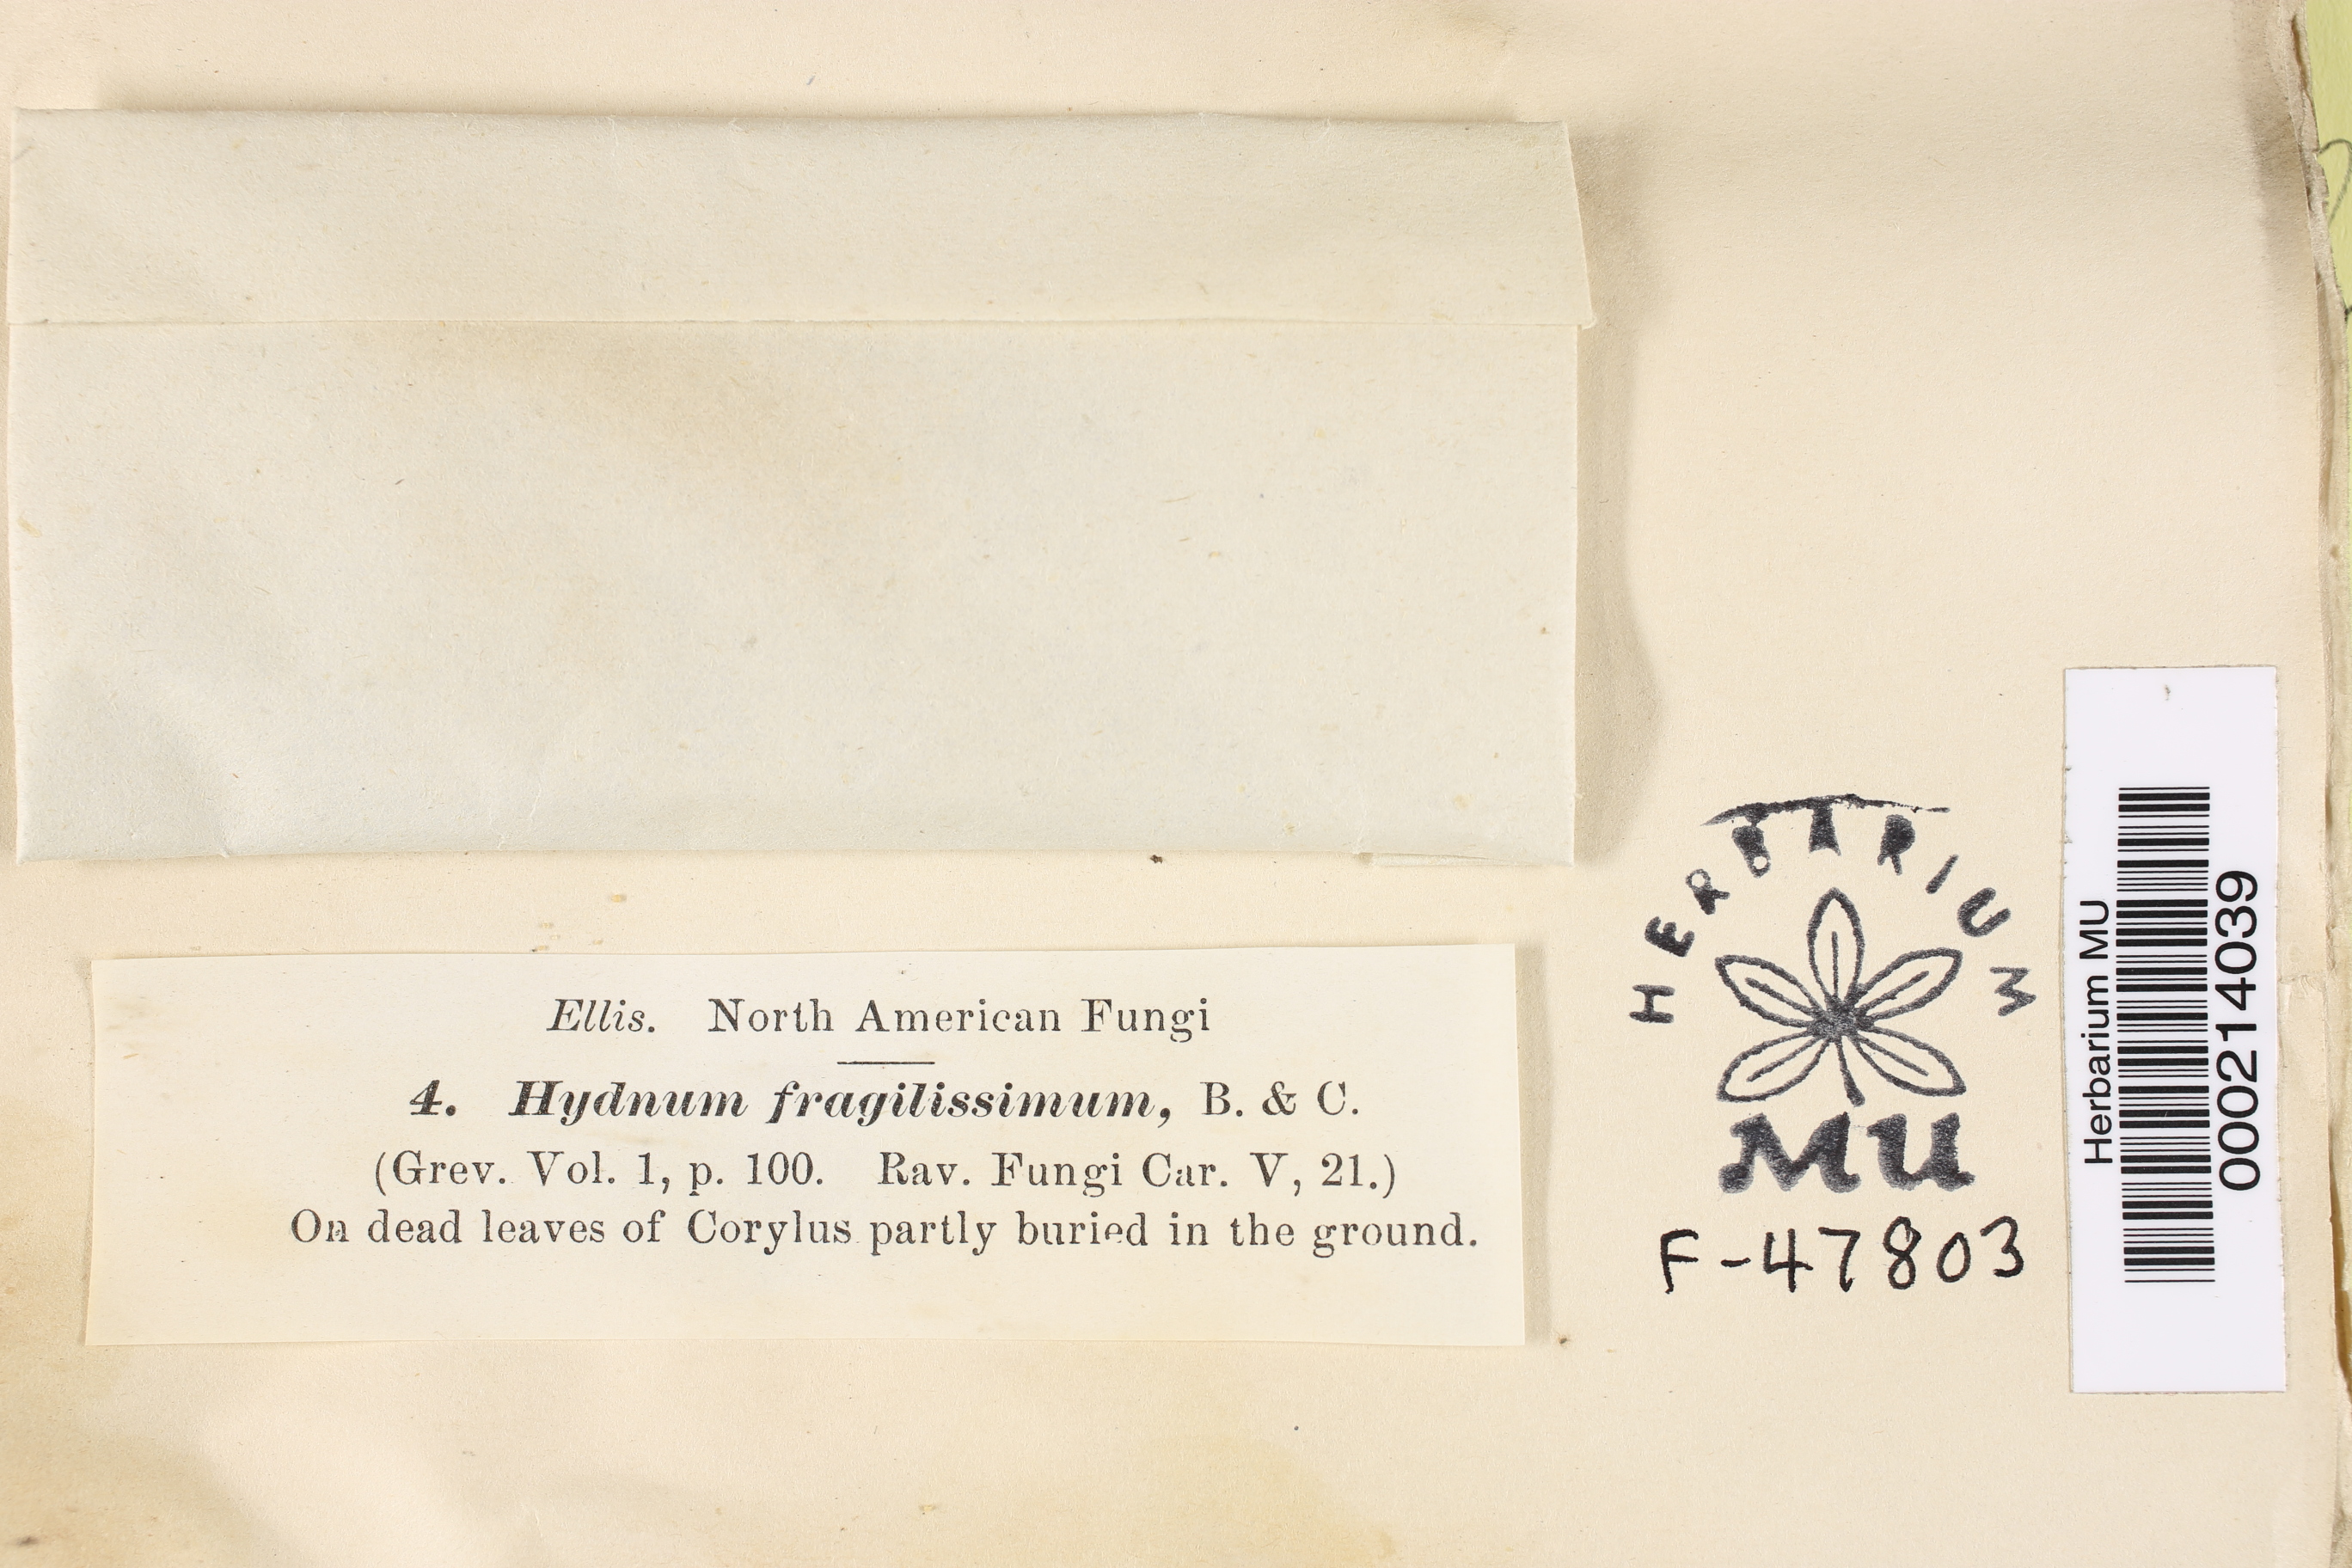 Ellis. North American Fungi
4. Hydnum fragilissimum, B. & C.
(Grev. Vol. 1, p. 100. Rav. Fungi Car. V, 21.)
On dead leaves of Corylus partly buried in the ground.
HERBARIUM
MU
F-47803
Herbarium MU
000214039